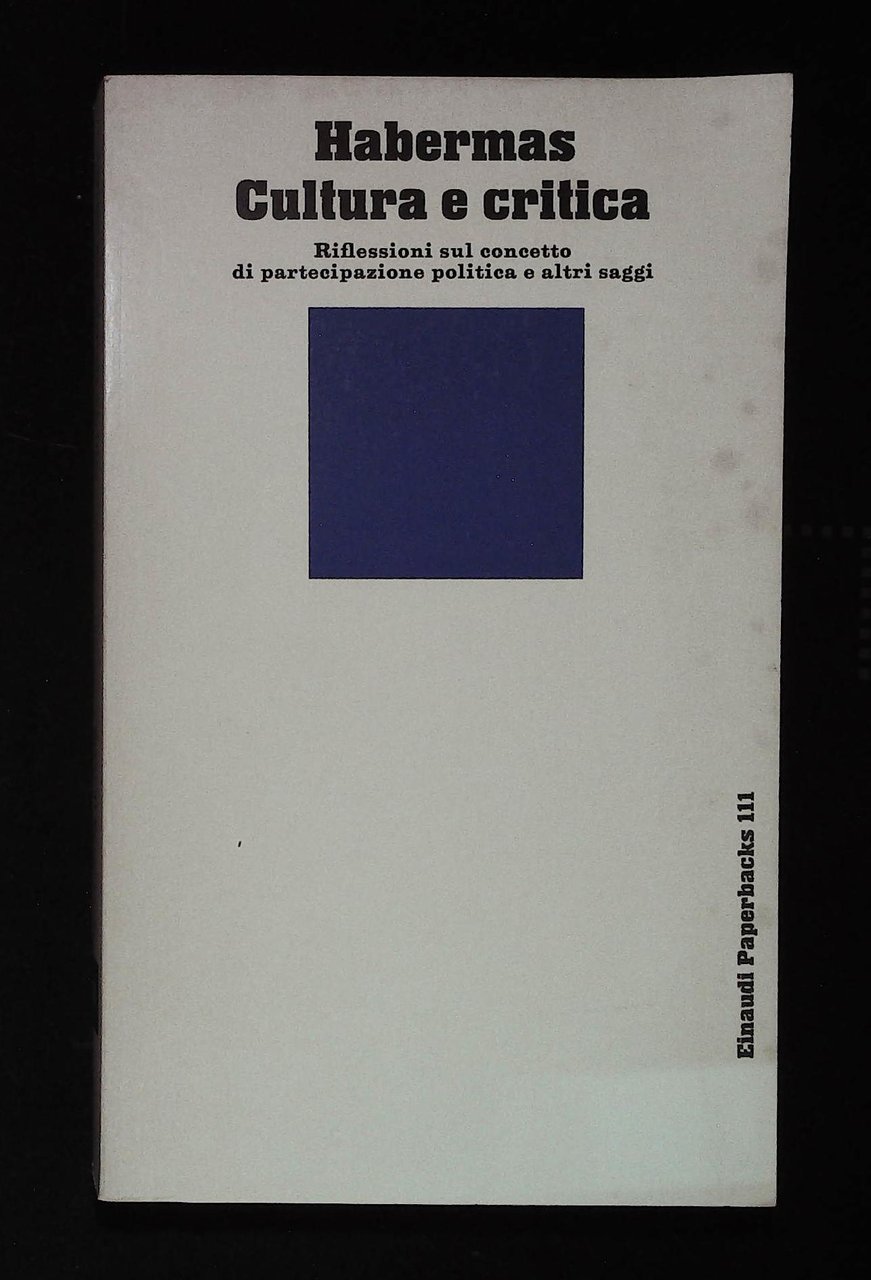 Habermas
Cultura e critica
Riflessioni sul concetto
di partecipazione politica e altri saggi
Einaudi Paperbacks 111